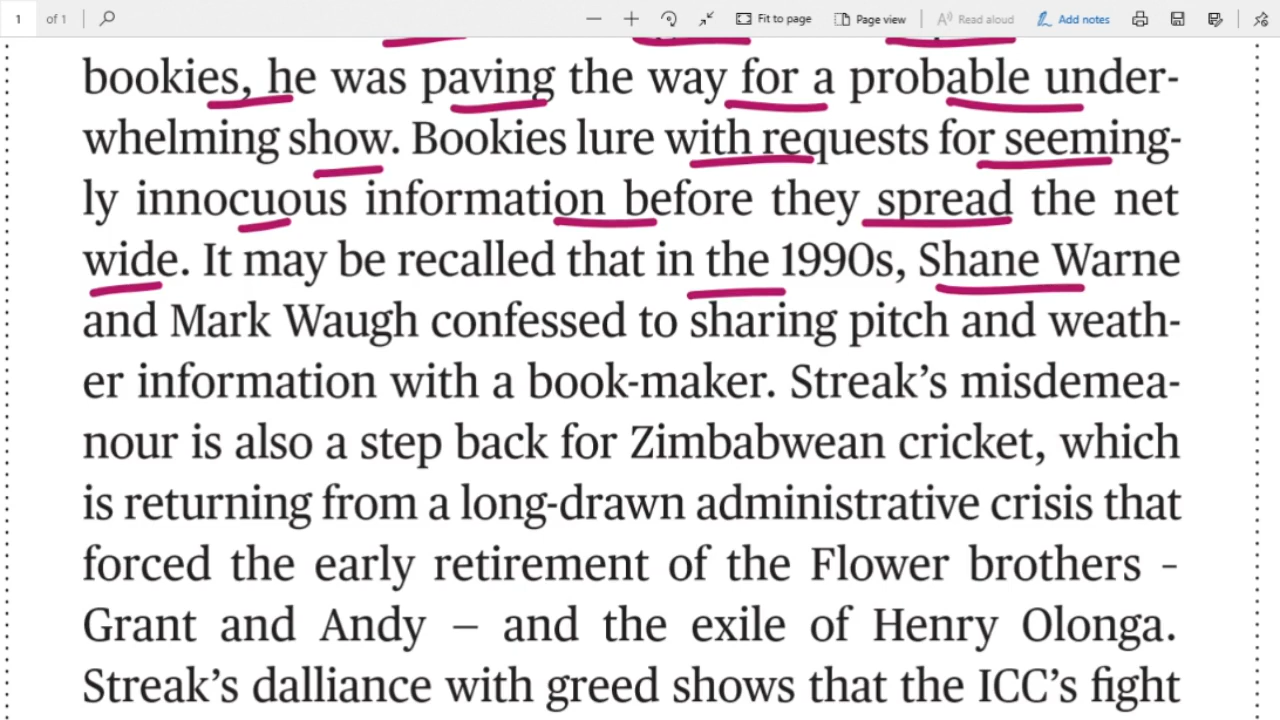 1 of 1 Fit to page Page view Read aloud Add notes
bookies, he was paving the way for a probable under-
whelming show. Bookies lure with requests for seeming-
ly innocuous information before they spread the net
wide. It may be recalled that in the 1990s, Shane Warne
and Mark Waugh confessed to sharing pitch and weath-
er information with a book-maker. Streak’s misdemea-
nour is also a step back for Zimbabwean cricket, which
is returning from a long-drawn administrative crisis that
forced the early retirement of the Flower brothers –
Grant and Andy – and the exile of Henry Olonga.
Streak’s dalliance with greed shows that the ICC’s fight